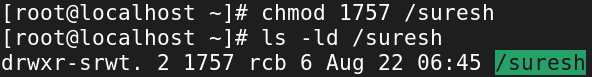 [root@localhost ~]# chmod 1757 /suresh
[root@localhost ~]# ls -ld /suresh
drwxr-srwt. 2 1757 rcb 6 Aug 22 06:45 /suresh